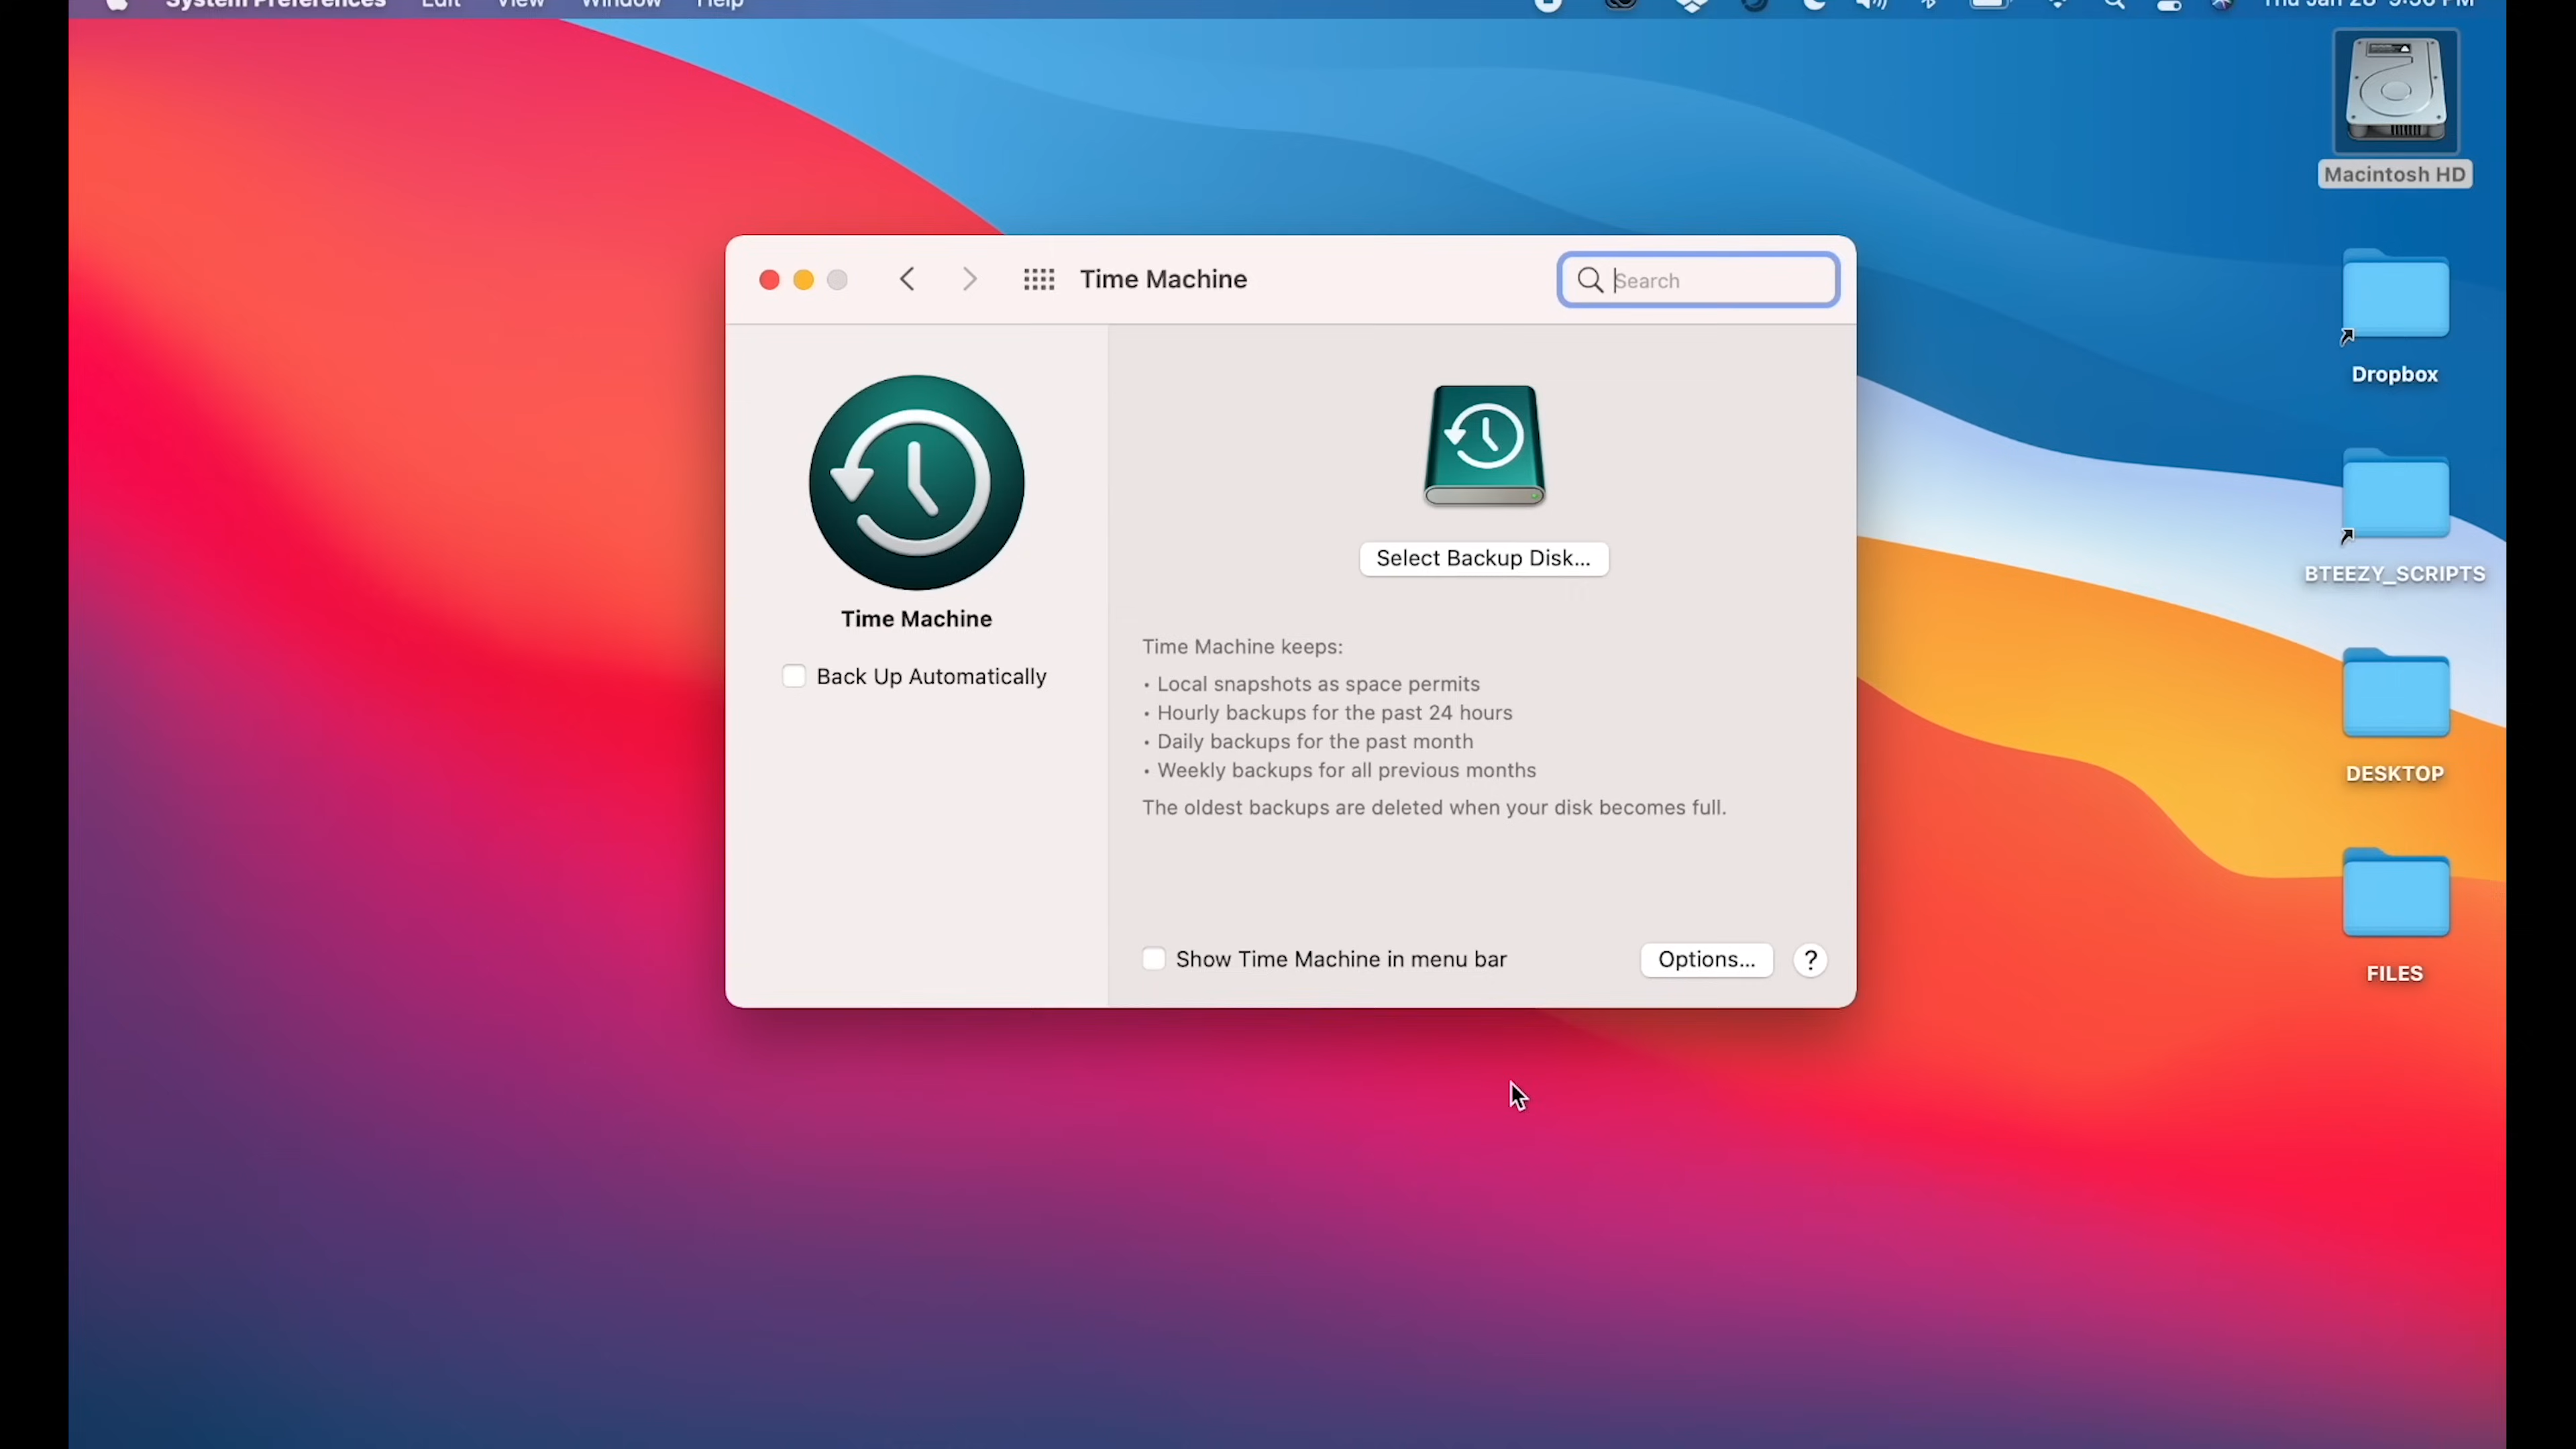 System Preferences Edit View Window Help
Macintosh HD
Time Machine
Search
Dropbox
Select Backup Disk...
BTEEZY_SCRIPTS
Time Machine
Time Machine keeps:
Back Up Automatically
• Local snapshots as space permits
• Hourly backups for the past 24 hours
• Daily backups for the past month
• Weekly backups for all previous months
DESKTOP
The oldest backups are deleted when your disk becomes full.
Show Time Machine in menu bar
Options...
?
FILES